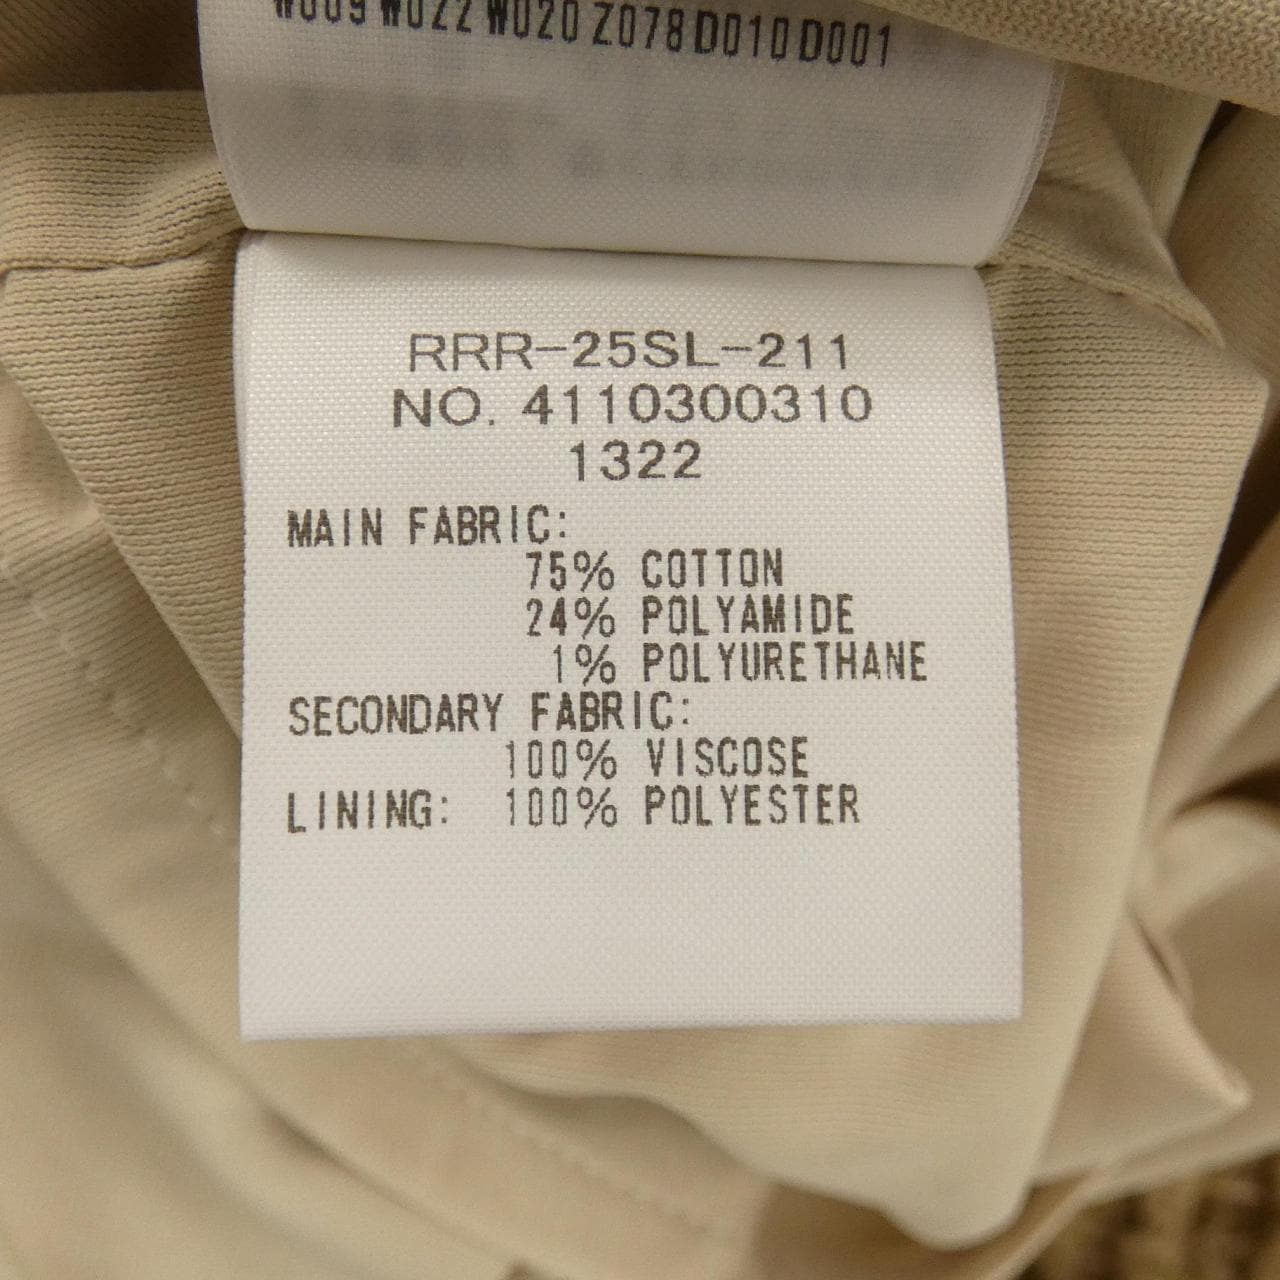 W009 W022 W020 Z078 D010 D001
RRR-25SL-211
NO. 4110300310
1322
MAIN FABRIC:
75% COTTON
24% POLYAMIDE
1% POLYURETHANE
SECONDARY FABRIC:
100% VISCOSE
LINING: 100% POLYESTER